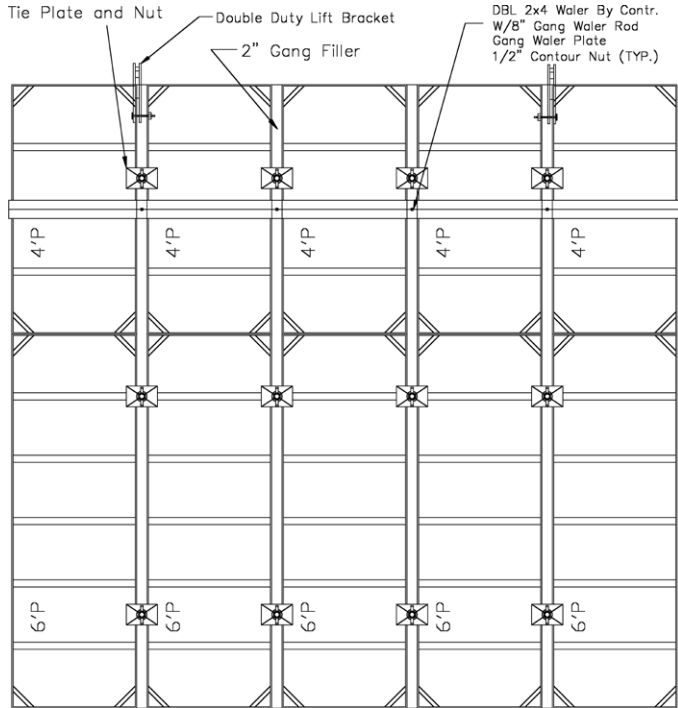 Tie Plate and Nut
Double Duty Lift Bracket
2" Gang Filler
DBL 2x4 Waler By Contr.
W/8" Gang Waler Rod
Gang Waler Plate
1/2" Contour Nut (TYP.)
4'P
4'P
4'P
4'P
4'P
6'P
6'P
6'P
6'P
6'P